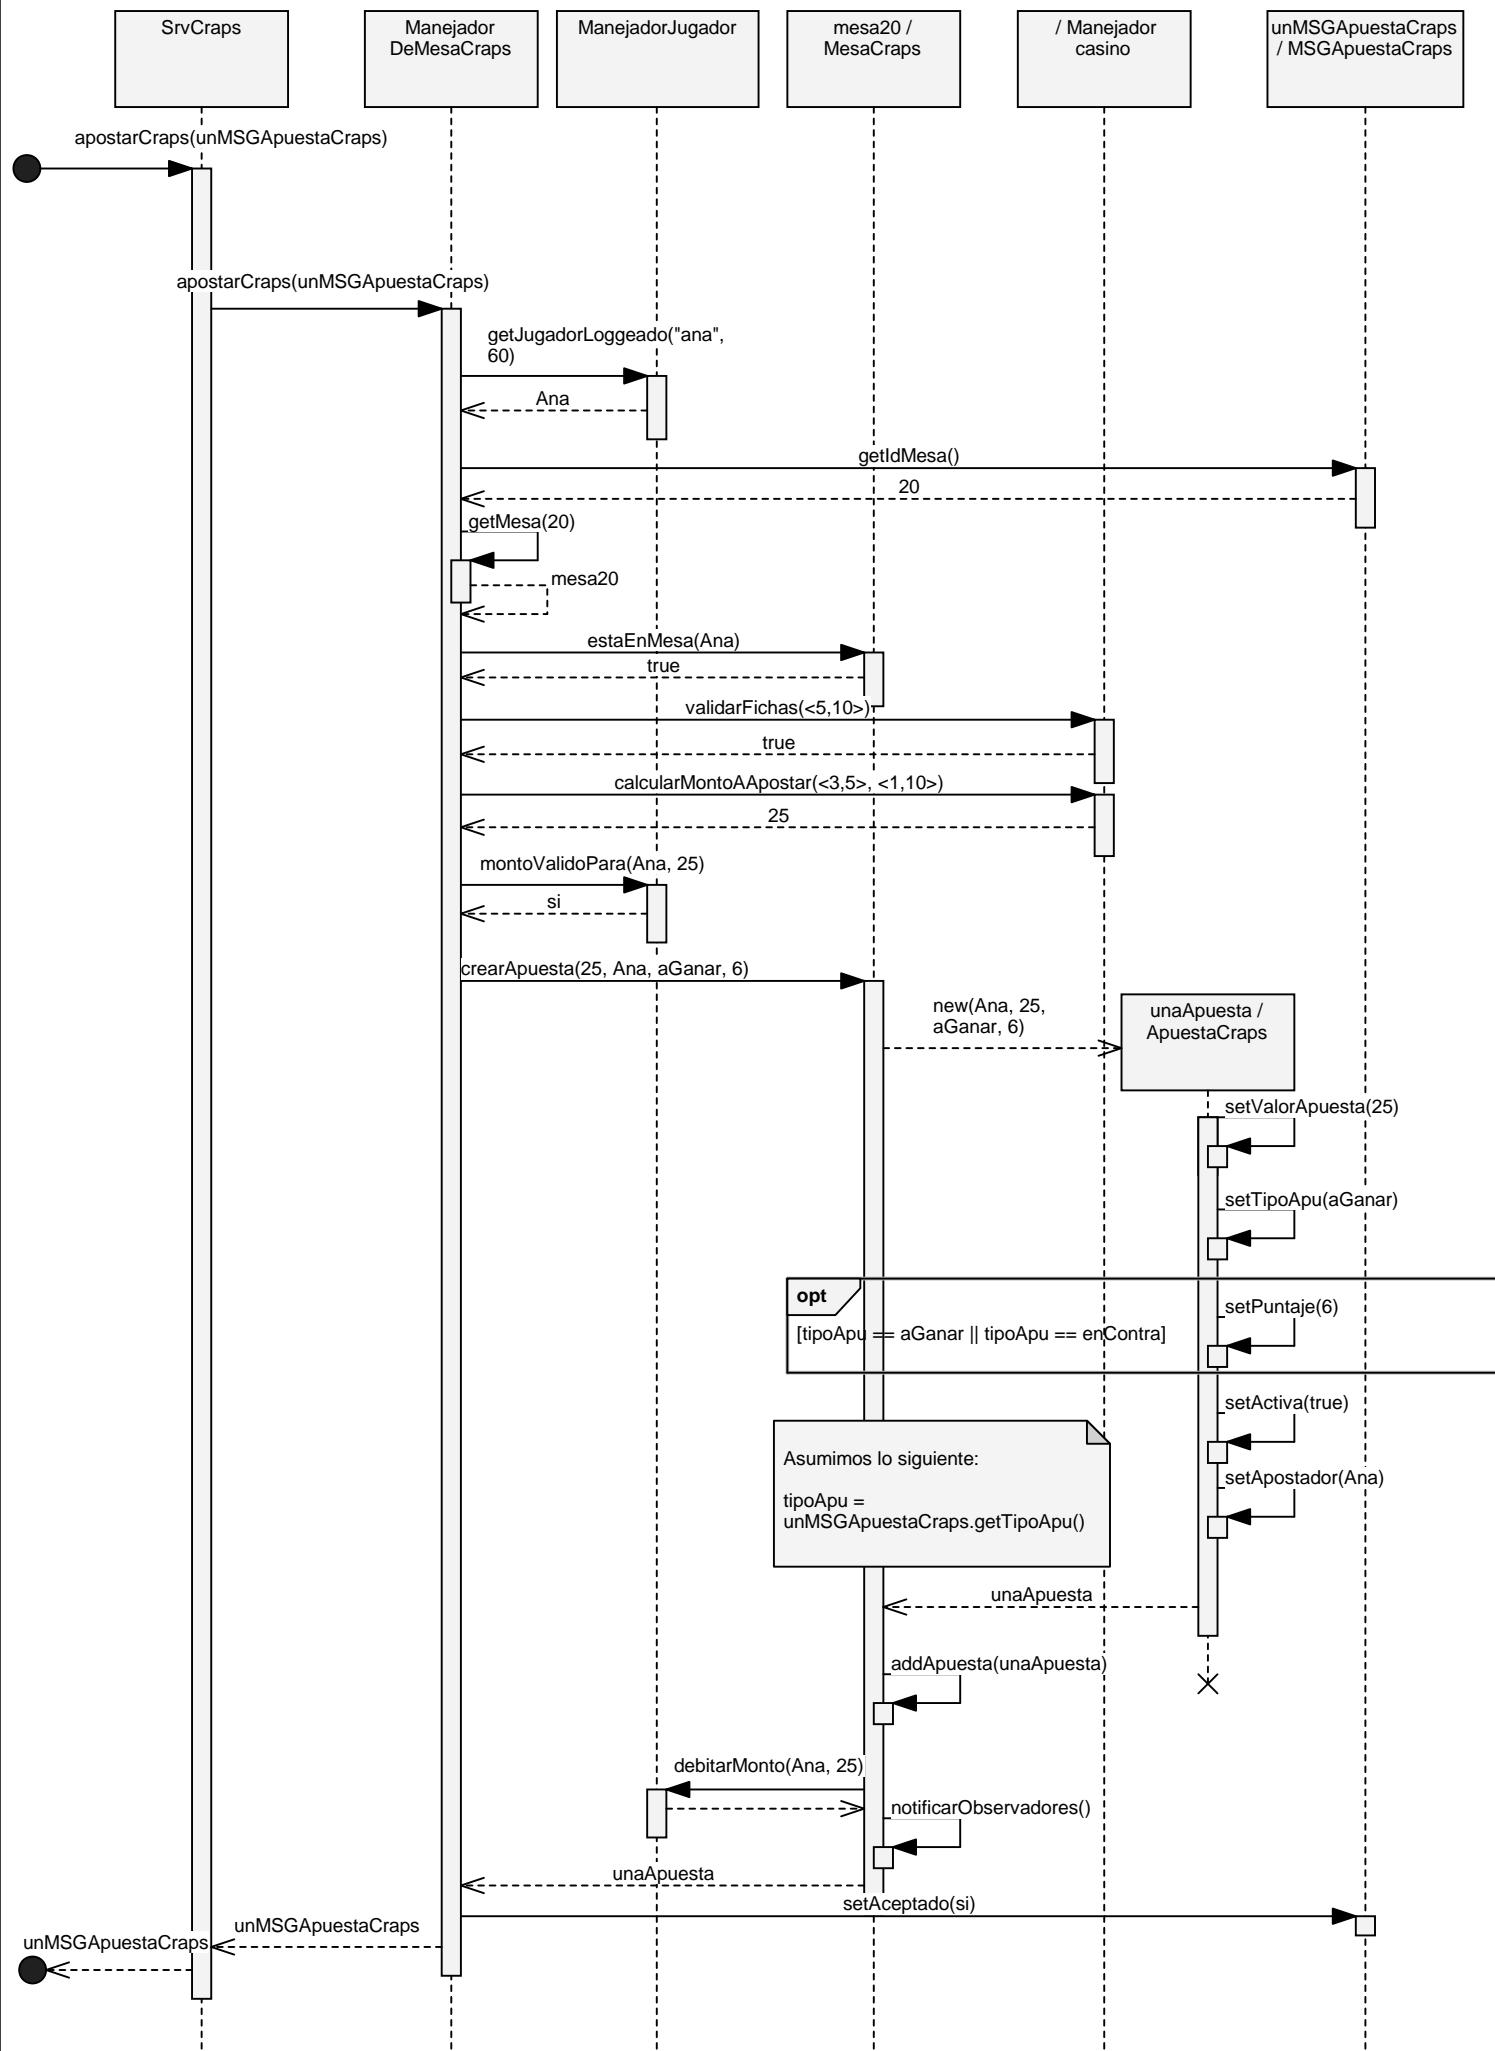 SrvCraps
Manejador
DeMesaCraps
ManejadorJugador
mesa20 /
MesaCraps
/ Manejador
casino
unMSGApuestaCraps
/ MSGApuestaCraps
apostarCraps(unMSGApuestaCraps)
apostarCraps(unMSGApuestaCraps)
getJugadorLoggeado("ana",
60)
Ana
getIdMesa()
20
getMesa(20)
mesa20
estaEnMesa(Ana)
true
validarFichas(<5,10>)
true
calcularMontoAApostar(<3,5>, <1,10>)
25
montoValidoPara(Ana, 25)
si
crearApuesta(25, Ana, aGanar, 6)
new(Ana, 25,
aGanar, 6)
unaApuesta /
ApuestaCraps
setValorApuesta(25)
setTipoApu(aGanar)
opt
[tipoApu == aGanar || tipoApu == enContra]
setPuntaje(6)
setActiva(true)
Asumimos lo siguiente:
tipoApu =
unMSGApuestaCraps.getTipoApu()
setApostador(Ana)
unaApuesta
addApuesta(unaApuesta)
debitarMonto(Ana, 25)
notificarObservadores()
unaApuesta
setAceptado(si)
unMSGApuestaCraps
unMSGApuestaCraps